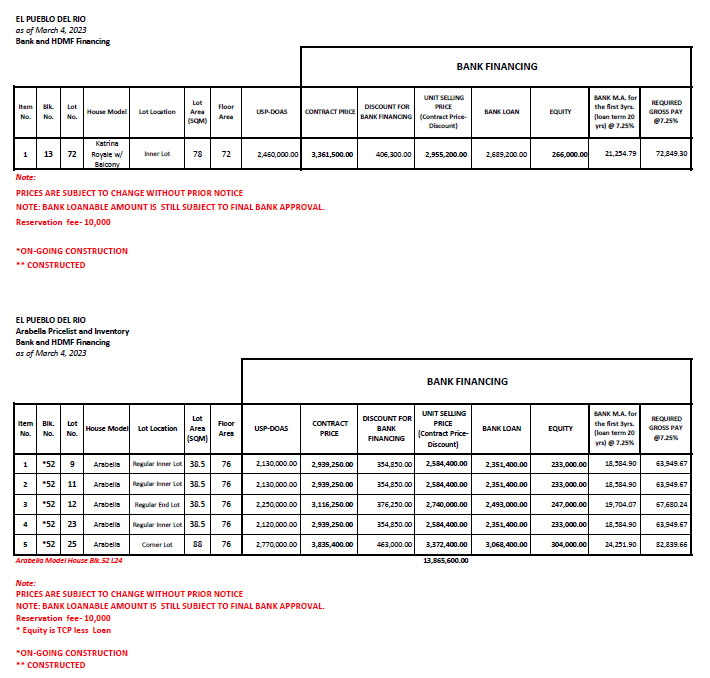 EL PUEBLO DEL RIO
as of March 4, 2023
Bank and HDMF Financing
BANK FINANCING
Item No. Blk. No. Lot No. House Model Lot Location Lot Area (SQM) Floor Area USP-DOAS CONTRACT PRICE DISCOUNT FOR BANK FINANCING UNIT SELLING PRICE (Contract Price- Discount) BANK LOAN EQUITY BANK M.A. for the first 3yrs. (loan term 20 yrs) @ 7.25% REQUIRED GROSS PAY @7.25%
1 13 72 Katrina Royale w/ Balcony Inner Lot 78 72 2,460,000.00 3,361,500.00 406,300.00 2,955,200.00 2,689,200.00 266,000.00 21,254.79 72,849.30
Note:
PRICES ARE SUBJECT TO CHANGE WITHOUT PRIOR NOTICE
NOTE: BANK LOANABLE AMOUNT IS STILL SUBJECT TO FINAL BANK APPROVAL.
Reservation fee- 10,000
*ON-GOING CONSTRUCTION
** CONSTRUCTED
EL PUEBLO DEL RIO
Arabella Pricelist and Inventory
Bank and HDMF Financing
as of March 4, 2023
BANK FINANCING
Item No. Blk. No. Lot No. House Model Lot Location Lot Area (SQM) Floor Area USP-DOAS CONTRACT PRICE DISCOUNT FOR BANK FINANCING UNIT SELLING PRICE (Contract Price- Discount) BANK LOAN EQUITY BANK M.A. for the first 3yrs. (loan term 20 yrs) @ 7.25% REQUIRED GROSS PAY @7.25%
1 *52 9 Arabella Regular Inner Lot 38.5 76 2,130,000.00 2,939,250.00 354,850.00 2,584,400.00 2,351,400.00 233,000.00 18,584.90 63,949.67
2 *52 11 Arabella Regular Inner Lot 38.5 76 2,130,000.00 2,939,250.00 354,850.00 2,584,400.00 2,351,400.00 233,000.00 18,584.90 63,949.67
3 *52 12 Arabella Regular End Lot 38.5 76 2,250,000.00 3,116,250.00 376,250.00 2,740,000.00 2,493,000.00 247,000.00 19,704.07 67,680.24
4 *52 23 Arabella Regular Inner Lot 38.5 76 2,120,000.00 2,939,250.00 354,850.00 2,584,400.00 2,351,400.00 233,000.00 18,584.90 63,949.67
5 *52 25 Arabella Corner Lot 88 76 2,770,000.00 3,835,400.00 463,000.00 3,372,400.00 3,068,400.00 304,000.00 24,251.90 82,839.66
Arabella Model House Blk.52 L24 13,865,600.00
Note:
PRICES ARE SUBJECT TO CHANGE WITHOUT PRIOR NOTICE
NOTE: BANK LOANABLE AMOUNT IS STILL SUBJECT TO FINAL BANK APPROVAL.
Reservation fee- 10,000
* Equity is TCP less Loan
*ON-GOING CONSTRUCTION
** CONSTRUCTED